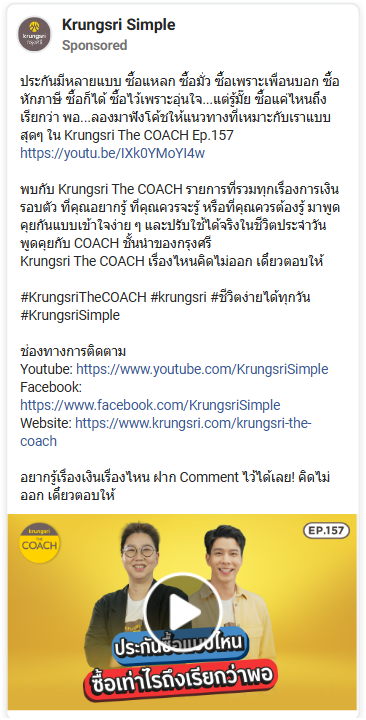 Krungsri Simple
Sponsored
ประกันมีหลายแบบ ซื้อแหลก ซื้อมั่ว ซื้อเพราะเพื่อนบอก ซื้อ
หักภาษี ซื้อก็ได้ ซื้อไว้เพราะอุ่นใจ...แต่รู้มั๊ย ซื้อแค่ไหนถึง
เรียกว่า พอ...ลองมาฟังโค้ชให้แนวทางที่เหมาะกับเราแบบ
สุดๆ ใน Krungsri The COACH Ep.157
https://youtu.be/IXk0YMoYI4w
พบกับ Krungsri The COACH รายการที่รวมทุกเรื่องการเงิน
รอบตัว ที่คุณอยากรู้ ที่คุณควรจะรู้ หรือที่คุณควรต้องรู้ มาพูด
คุยกันแบบเข้าใจง่าย ๆ และปรับใช้ได้จริงในชีวิตประจำวัน
พูดคุยกับ COACH ชั้นนำของกรุงศรี
Krungsri The COACH เรื่องไหนคิดไม่ออก เดี๋ยวตอบให้
#KrungsriTheCOACH #krungsri #ชีวิตง่ายได้ทุกวัน
#KrungsriSimple
ช่องทางการติดตาม
Youtube: https://www.youtube.com/KrungsriSimple
Facebook:
https://www.facebook.com/KrungsriSimple
Website: https://www.krungsri.com/krungsri-the-
coach
อยากรู้เรื่องเงินเรื่องไหน ฝาก Comment ไว้ได้เลย! คิดไม่
ออก เดี๋ยวตอบให้
krungsri
THE
COACH
EP.157
ประกันซื้อแบบไหน
ซื้อเท่าไรถึงเรียกว่าพอ